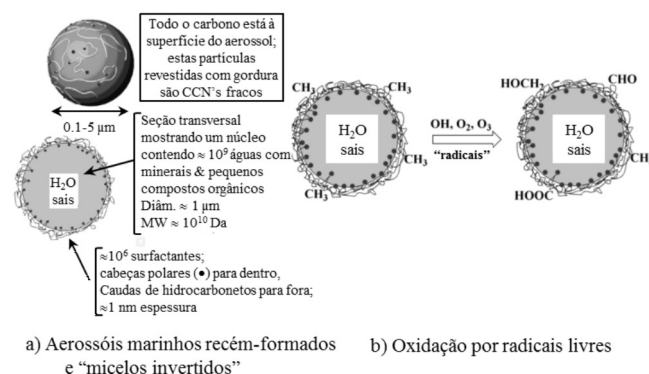 Todo o carbono está à
superfície do aerossol;
estas partículas
revestidas com gordura
são CCN's fracos
0.1-5 µm
Seção transversal
mostrando um núcleo
contendo ≈ 10⁹ águas com
minerais & pequenos
compostos orgânicos
Diâm. ≈ 1 µm
MW ≈ 10¹⁰ Da
H₂O
sais
≈10⁶ surfactantes;
cabeças polares (●) para dentro,
Caudas de hidrocarbonetos para fora;
≈1 nm espessura
CH₃
CH₃
H₂O
sais
CH₃
CH₃
OH, O₂, O₃
“radicais”
HOCH₂
CHO
H₂O
sais
CH
HOOC
a) Aerossóis marinhos recém-formados
e “micelos invertidos”
b) Oxidação por radicais livres